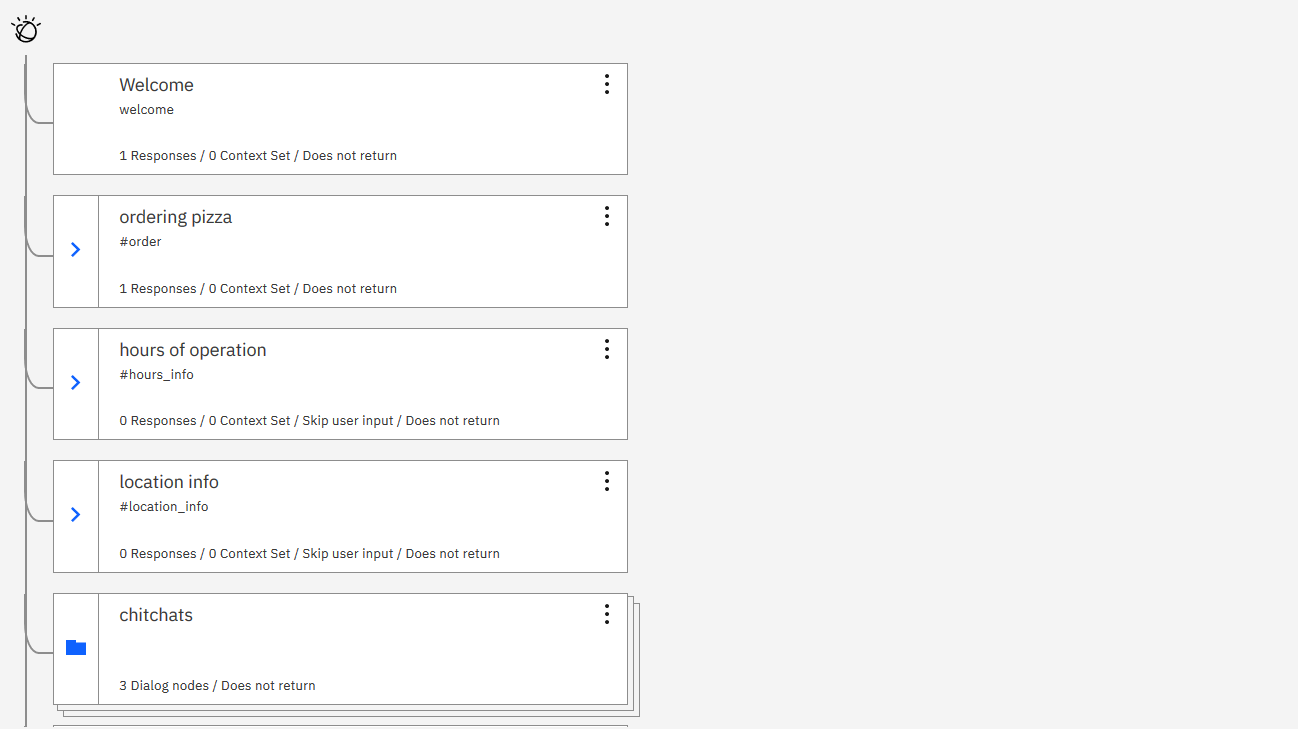 Welcome
welcome
1 Responses / 0 Context Set / Does not return
ordering pizza
#order
1 Responses / 0 Context Set / Does not return
hours of operation
#hours_info
0 Responses / 0 Context Set / Skip user input / Does not return
location info
#location_info
0 Responses / 0 Context Set / Skip user input / Does not return
chitchats
3 Dialog nodes / Does not return